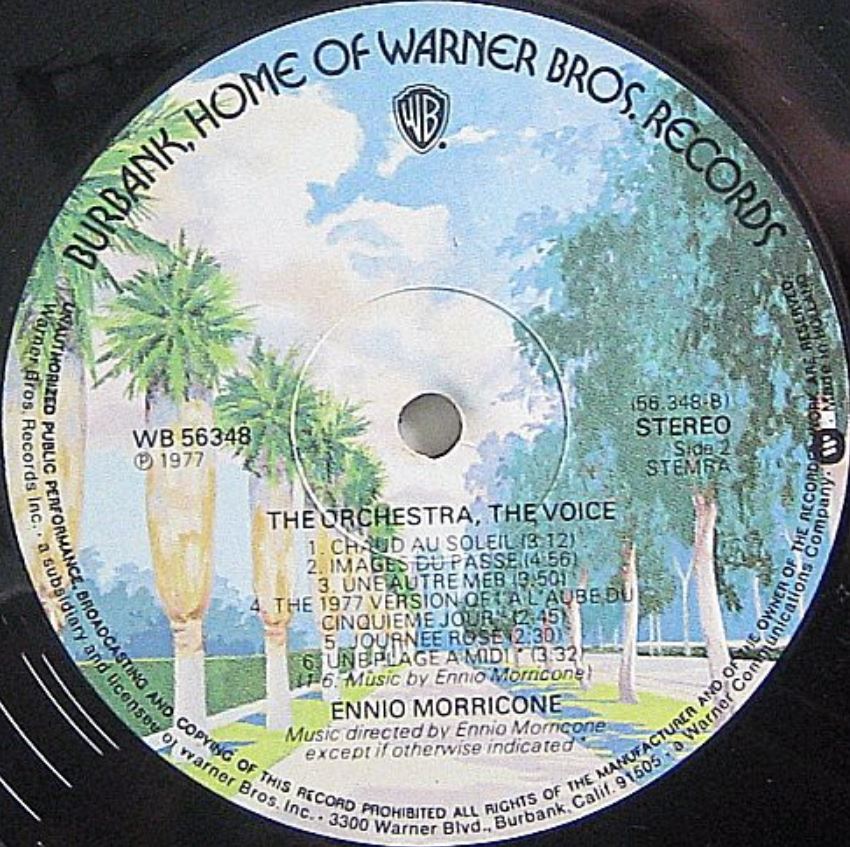 BURBANK, HOME OF WARNER BROS. RECORDS
WB
WB 56348
℗ 1977
(56.348-B)
STEREO
Side 2
STEMRA
THE ORCHESTRA, THE VOICE
1. CHAUD AU SOLEIL (3:12)
2. IMAGES DU PASSE (4:56)
3. UNE AUTRE MER (3:50)
4. THE 1977 VERSION OF "A L'AUBE DU
CINQUIEME JOUR" (2:45)
5. JOURNEE ROSE (2:30)
6. UNE PLAGE A MIDI * (3:32
(1-6: Music by Ennio Morricone)
ENNIO MORRICONE
Music directed by Ennio Morricone
except if otherwise indicated *
UNAUTHORIZED PUBLIC PERFORMANCE BROADCASTING AND COPYING OF THIS RECORD PROHIBITED ALL RIGHTS OF THE MANUFACTURER AND OF THE OWNER OF THE RECORDED WORK ARE RESERVED
Warner Bros. Records Inc. · a subsidiary and licensee of Warner Bros. Inc. · 3300 Warner Blvd., Burbank, Calif. 91505 · a Warner Communications Company. · Made in Holland